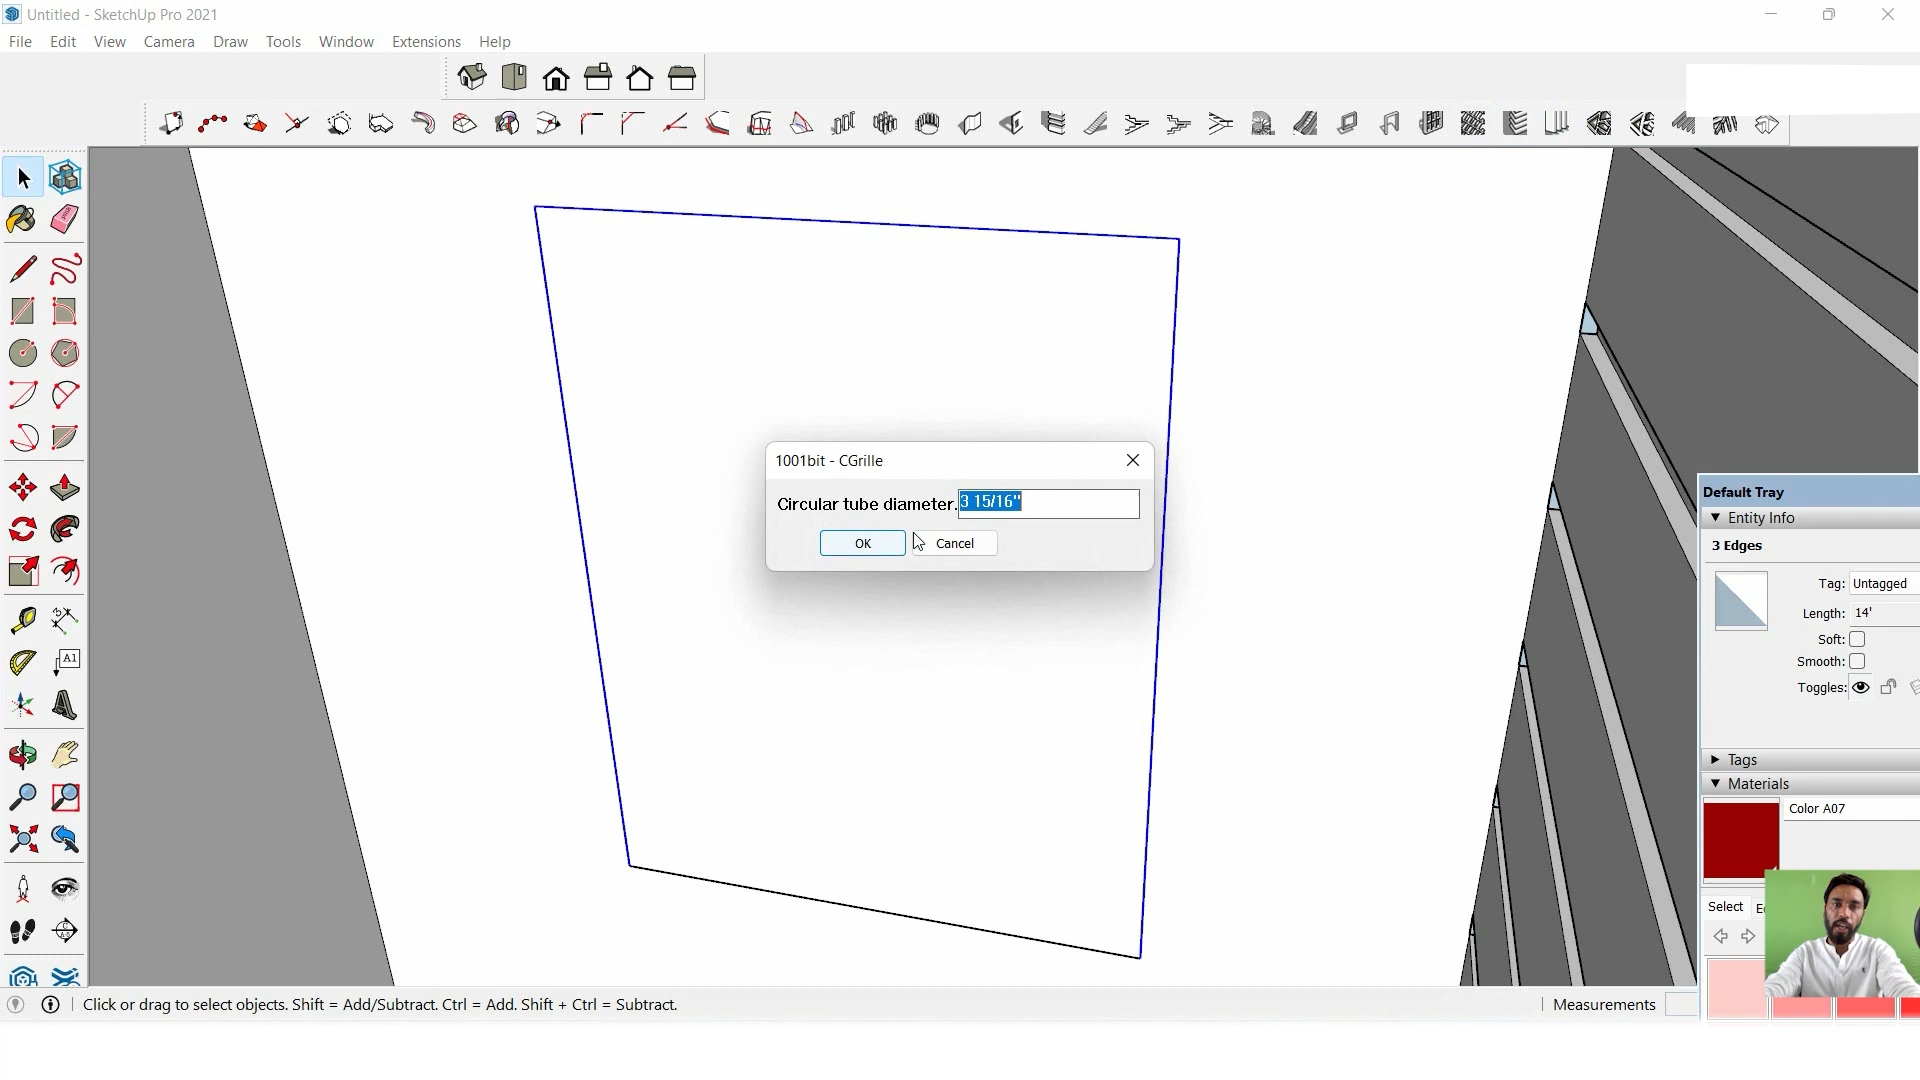 Untitled - SketchUp Pro 2021
File Edit View Camera Draw Tools Window Extensions Help
1001bit - CGrille
Circular tube diameter. 3 15/16"
OK Cancel
Default Tray
Entity Info
3 Edges
Tag: Untagged
Length: 14'
Soft:
Smooth:
Toggles:
Tags
Materials
Color A07
Select
A1
Click or drag to select objects. Shift = Add/Subtract. Ctrl = Add. Shift + Ctrl = Subtract.
Measurements